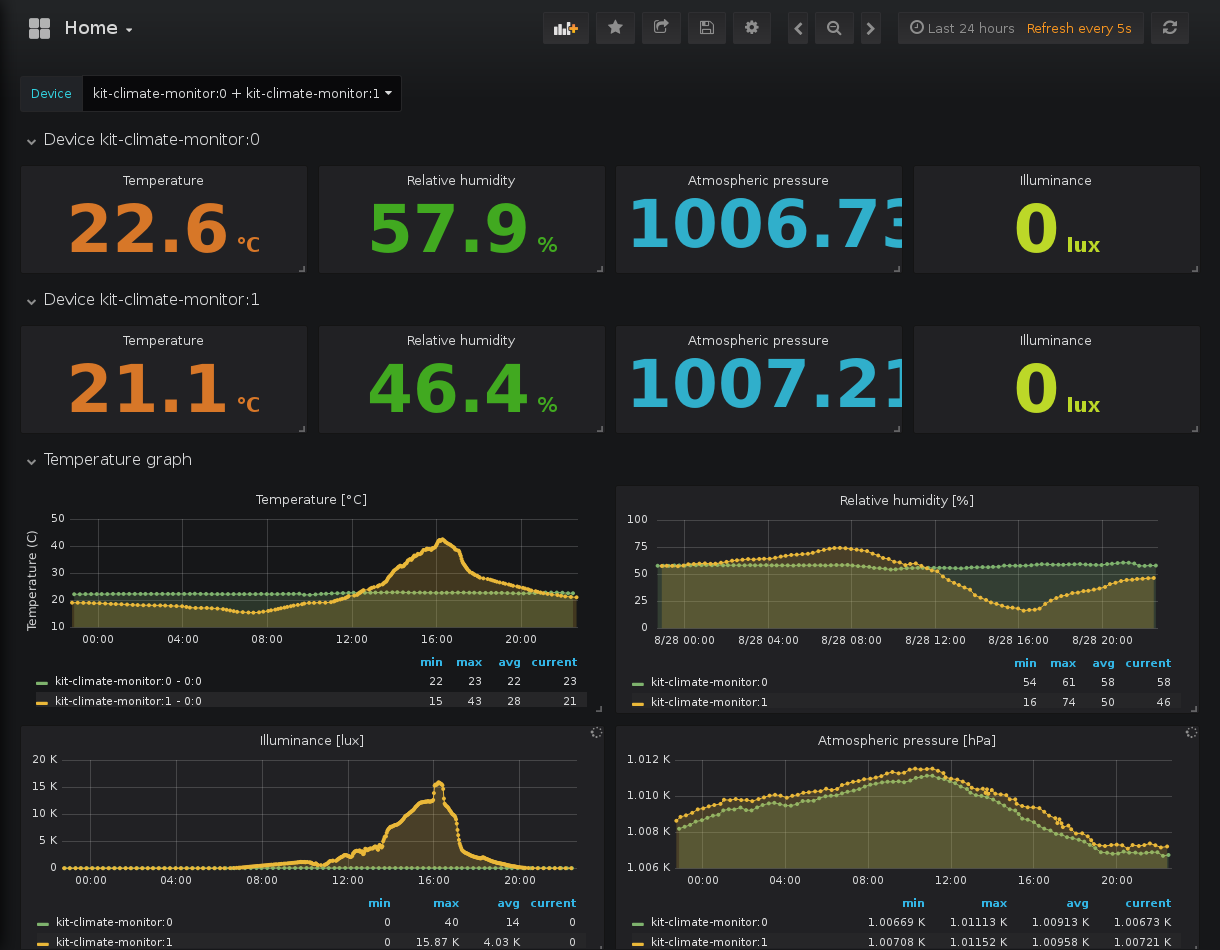 Home
Last 24 hours Refresh every 5s
Device kit-climate-monitor:0 + kit-climate-monitor:1
Device kit-climate-monitor:0
Temperature Relative humidity Atmospheric pressure Illuminance
22.6 °C 57.9 % 1006.73 0 lux
Device kit-climate-monitor:1
Temperature Relative humidity Atmospheric pressure Illuminance
21.1 °C 46.4 % 1007.21 0 lux
Temperature graph
Temperature [°C]
Temperature (C)
50
40
30
20
10
00:00 04:00 08:00 12:00 16:00 20:00
min max avg current
kit-climate-monitor:0 - 0:0 22 23 22 23
kit-climate-monitor:1 - 0:0 15 43 28 21
Relative humidity [%]
100
75
50
25
0
8/28 00:00 8/28 04:00 8/28 08:00 8/28 12:00 8/28 16:00 8/28 20:00
min max avg current
kit-climate-monitor:0 54 61 58 58
kit-climate-monitor:1 16 74 50 46
Illuminance [lux]
20 K
15 K
10 K
5 K
0
00:00 04:00 08:00 12:00 16:00 20:00
min max avg current
kit-climate-monitor:0 0 40 14 0
kit-climate-monitor:1 0 15.87 K 4.03 K 0
Atmospheric pressure [hPa]
1.012 K
1.010 K
1.008 K
1.006 K
00:00 04:00 08:00 12:00 16:00 20:00
min max avg current
kit-climate-monitor:0 1.00669 K 1.01113 K 1.00913 K 1.00673 K
kit-climate-monitor:1 1.00708 K 1.01152 K 1.00958 K 1.00721 K